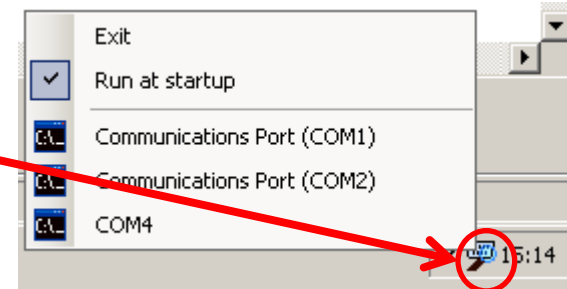 Exit
Run at startup
Communications Port (COM1)
Communications Port (COM2)
COM4
15:14